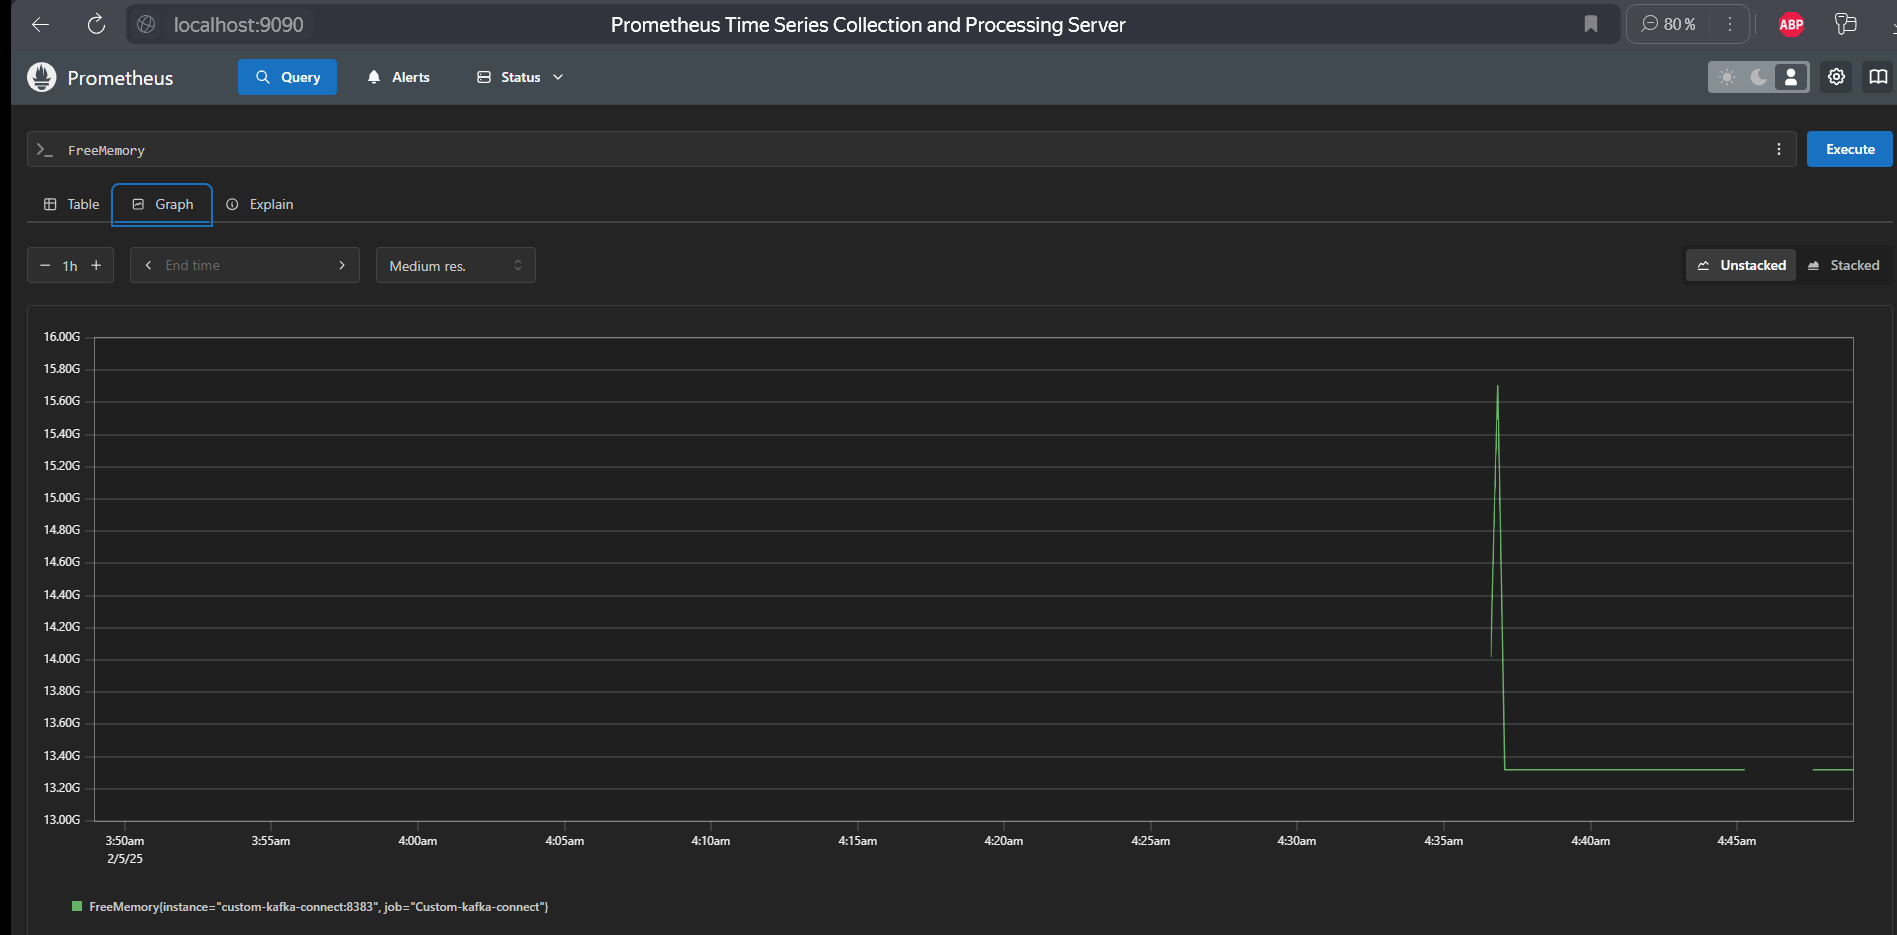 localhost:9090 Prometheus Time Series Collection and Processing Server 80 % ABP
Prometheus Query Alerts Status
>_ FreeMemory Execute
Table Graph Explain
− 1h + End time Medium res. Unstacked Stacked
16.00G
15.80G
15.60G
15.40G
15.20G
15.00G
14.80G
14.60G
14.40G
14.20G
14.00G
13.80G
13.60G
13.40G
13.20G
13.00G
3:50am 3:55am 4:00am 4:05am 4:10am 4:15am 4:20am 4:25am 4:30am 4:35am 4:40am 4:45am
2/5/25
FreeMemory{instance="custom-kafka-connect:8383", job="Custom-kafka-connect"}